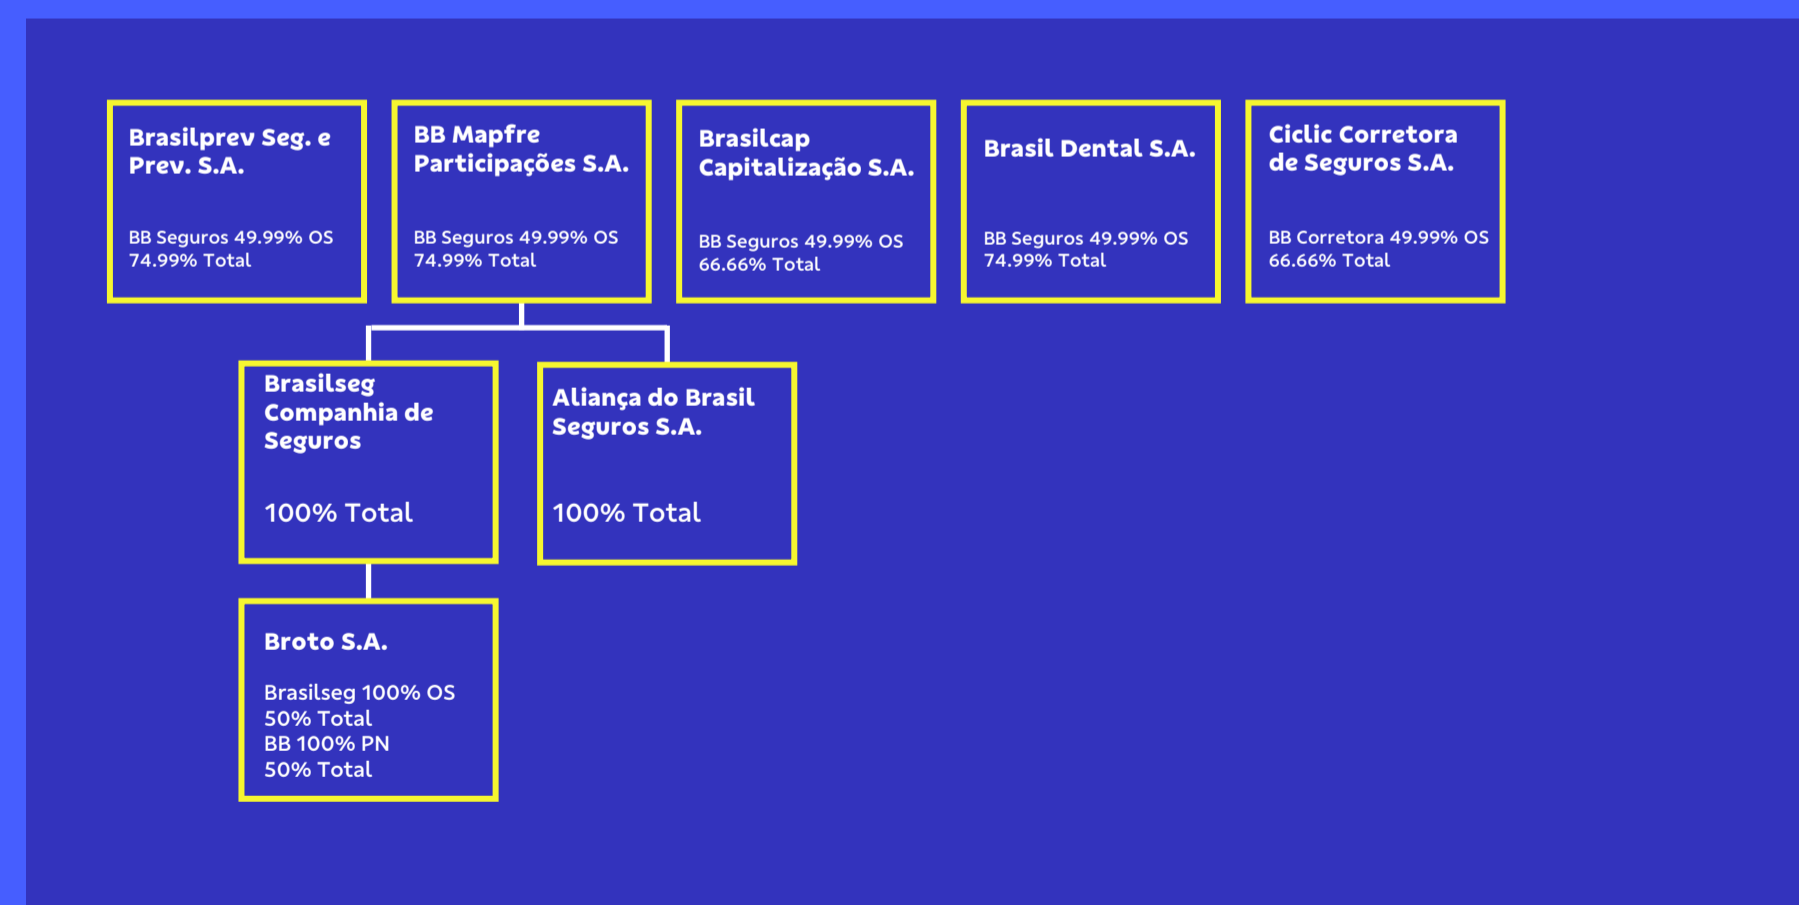 Brasilprev Seg. e
Prev. S.A.
BB Seguros 49.99% OS
74.99% Total
BB Mapfre
Participações S.A.
BB Seguros 49.99% OS
74.99% Total
Brasilcap
Capitalização S.A.
BB Seguros 49.99% OS
66.66% Total
Brasil Dental S.A.
BB Seguros 49.99% OS
74.99% Total
Ciclic Corretora
de Seguros S.A.
BB Corretora 49.99% OS
66.66% Total
Brasilseg
Companhia de
Seguros
100% Total
Aliança do Brasil
Seguros S.A.
100% Total
Broto S.A.
Brasilseg 100% OS
50% Total
BB 100% PN
50% Total